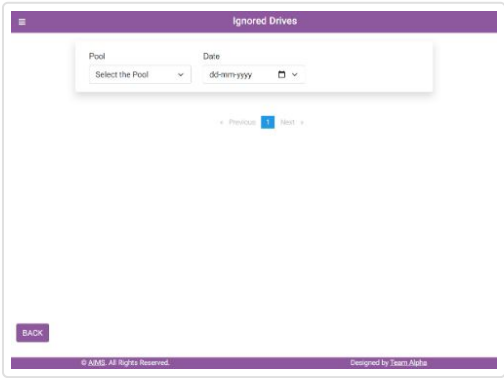 ≡ Ignored Drives
Pool Date
Select the Pool dd-mm-yyyy
« Previous 1 Next »
BACK
© AIMS. All Rights Reserved. Designed by Team Alpha